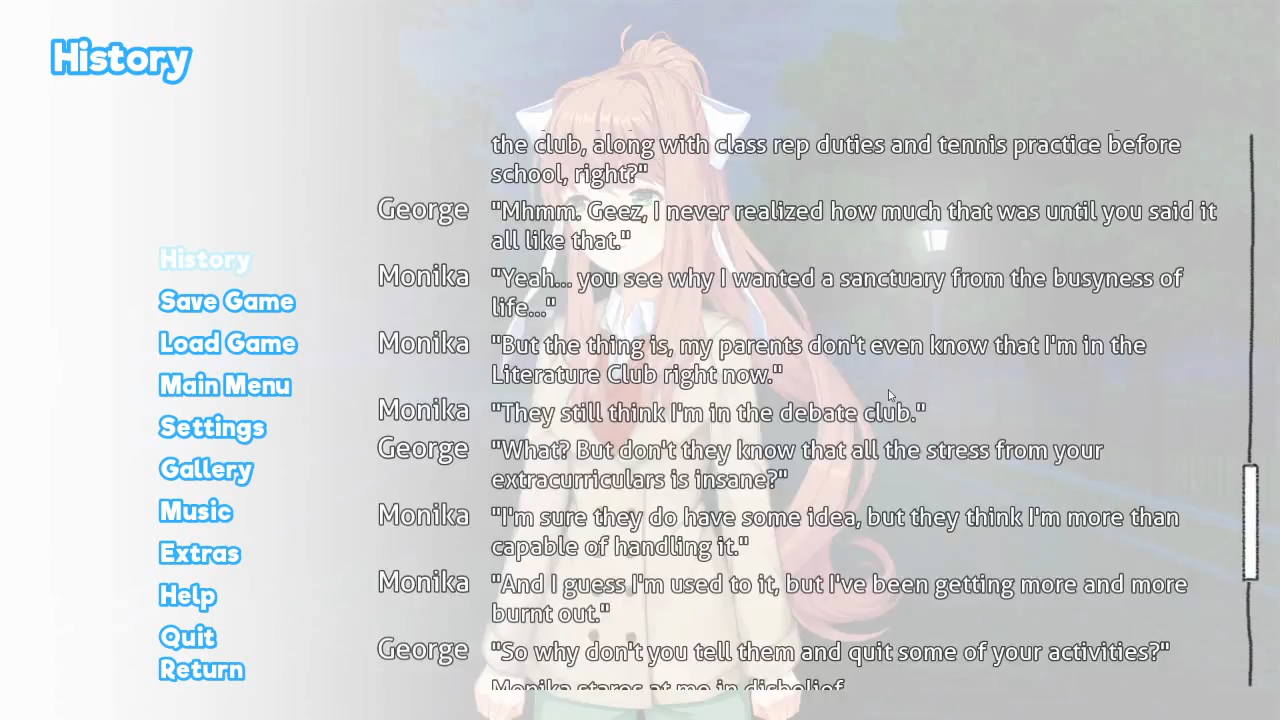 History
the club, along with class rep duties and tennis practice before
school, right?"
George
"Mhmm. Geez, I never realized how much that was until you said it
all like that."
Monika
"Yeah... you see why I wanted a sanctuary from the busyness of
life..."
Monika
"But the thing is, my parents don't even know that I'm in the
Literature Club right now."
Monika
"They still think I'm in the debate club."
George
"What? But don't they know that all the stress from your
extracurriculars is insane?"
Monika
"I'm sure they do have some idea, but they think I'm more than
capable of handling it."
Monika
"And I guess I'm used to it, but I've been getting more and more
burnt out."
George
"So why don't you tell them and quit some of your activities?"
Monika stares at me in disbelief
History
Save Game
Load Game
Main Menu
Settings
Gallery
Music
Extras
Help
Quit
Return